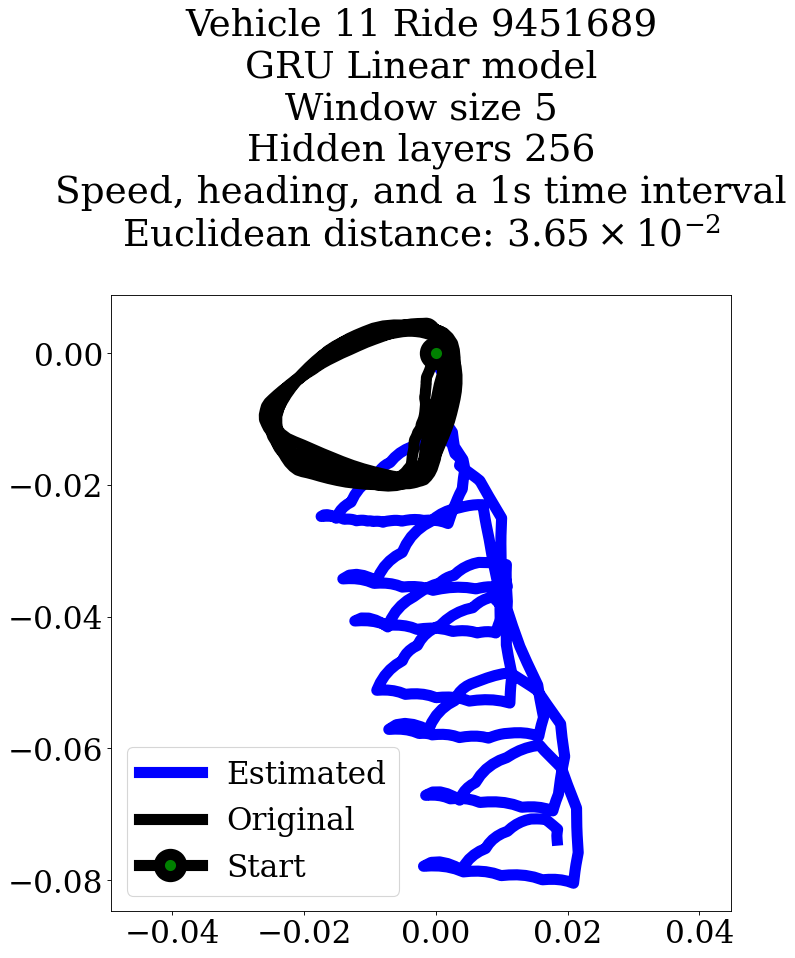 Vehicle 11 Ride 9451689
GRU Linear model
Window size 5
Hidden layers 256
Speed, heading, and a 1s time interval
Euclidean distance: 3.65 × 10⁻²
0.00
−0.02
−0.04
−0.06
−0.08
Estimated
Original
Start
−0.04 −0.02 0.00 0.02 0.04